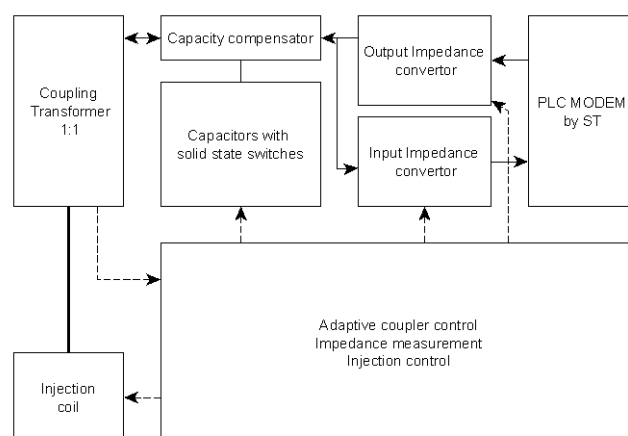 Coupling
Transformer
1:1
Capacity compensator
Output Impedance
convertor
PLC MODEM
by ST
Capacitors with
solid state switches
Input Impedance
convertor
Adaptive coupler control
Impedance measurement
Injection control
Injection
coil